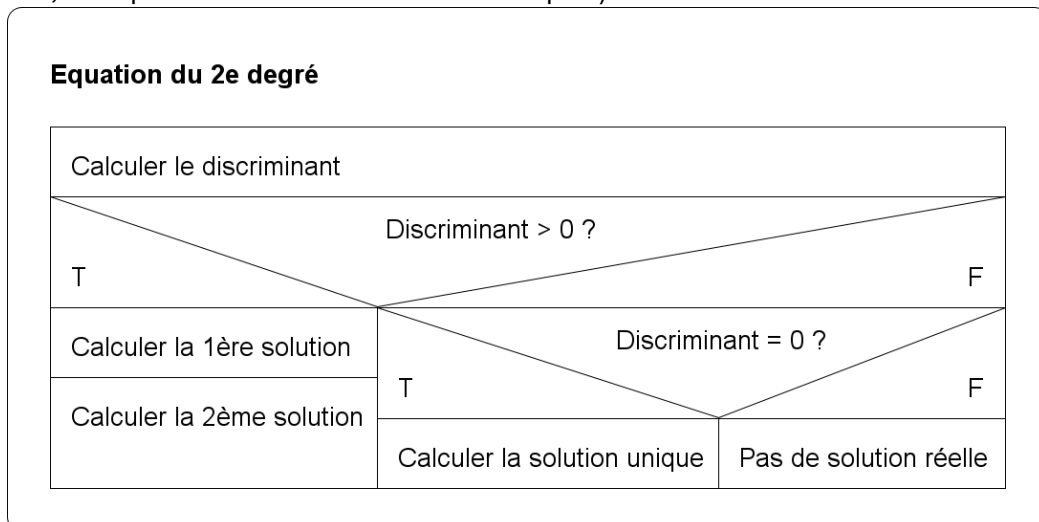 Equation du 2e degré
Calculer le discriminant
Discriminant > 0 ?
T
F
Calculer la 1ère solution
Discriminant = 0 ?
Calculer la 2ème solution
T
F
Calculer la solution unique
Pas de solution réelle